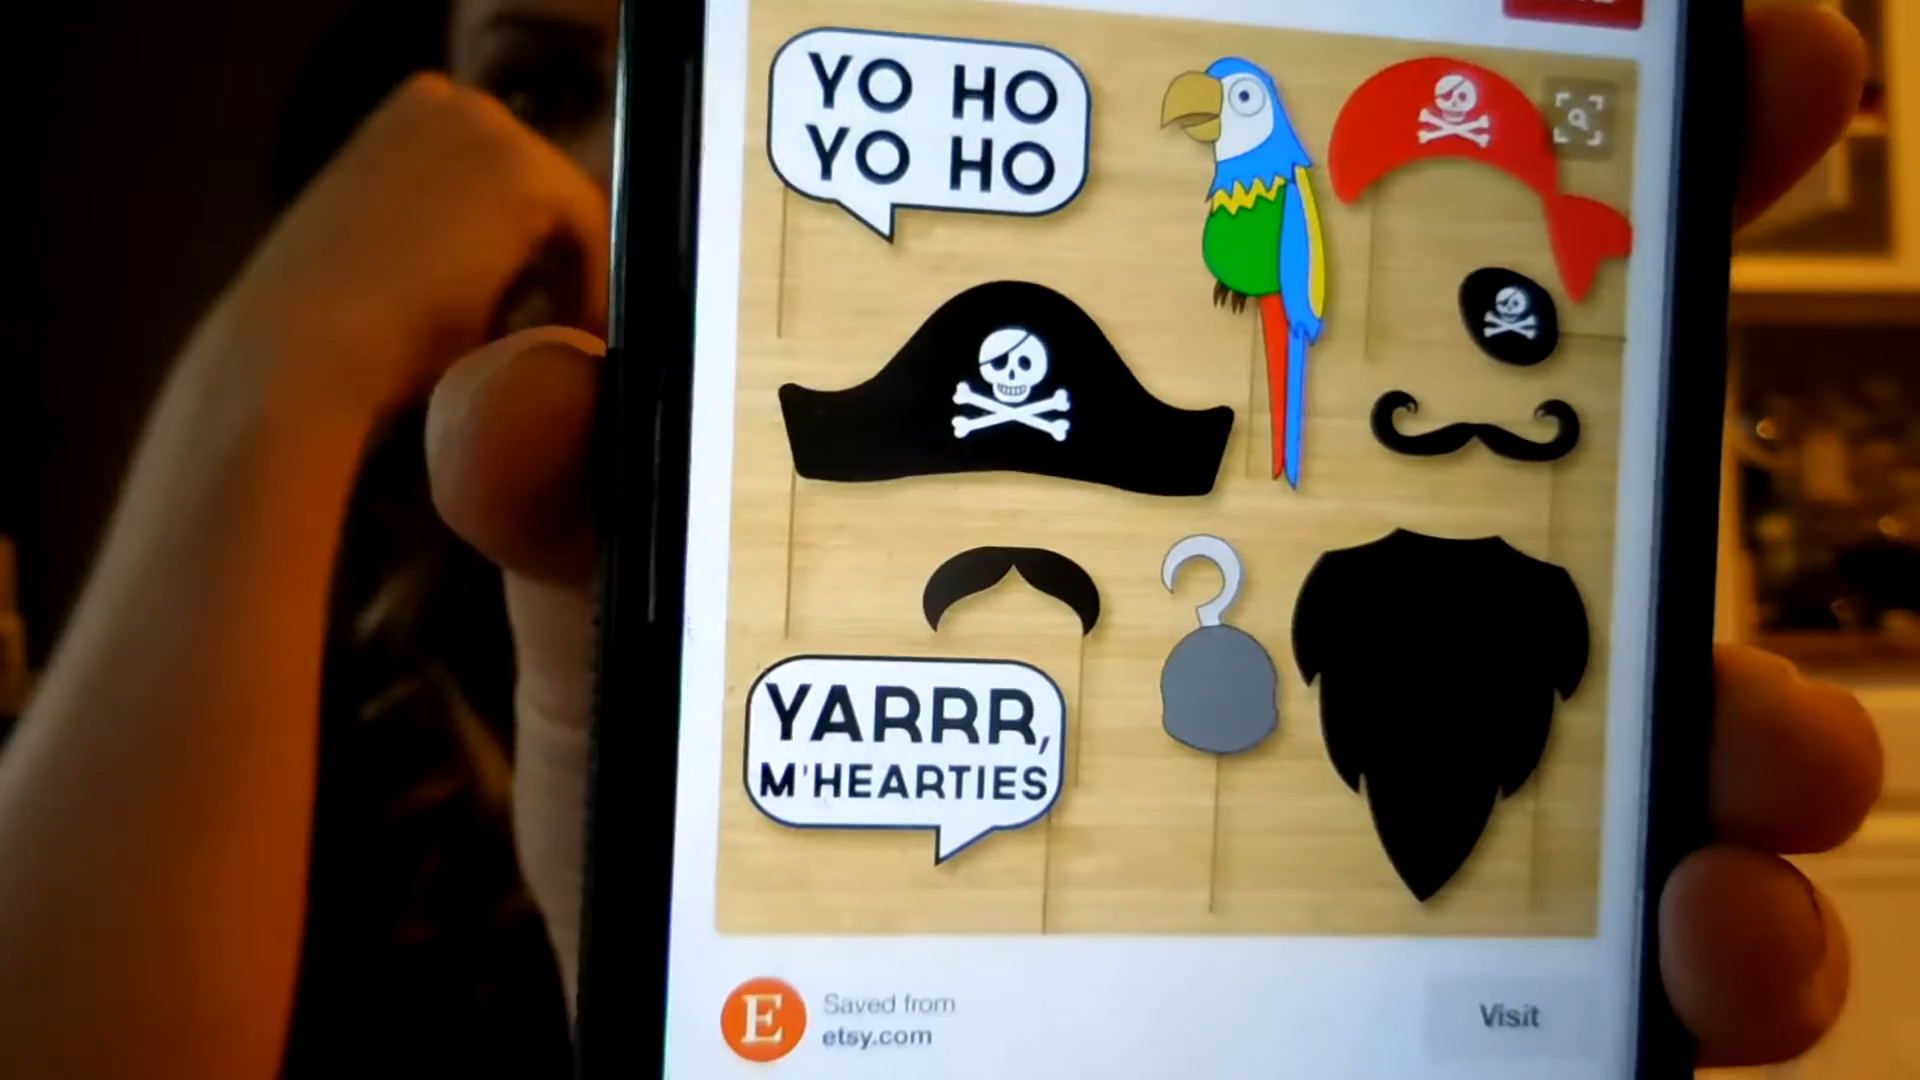 YO HO
YO HO
YARRR,
M'HEARTIES
E
Saved from
etsy.com
Visit